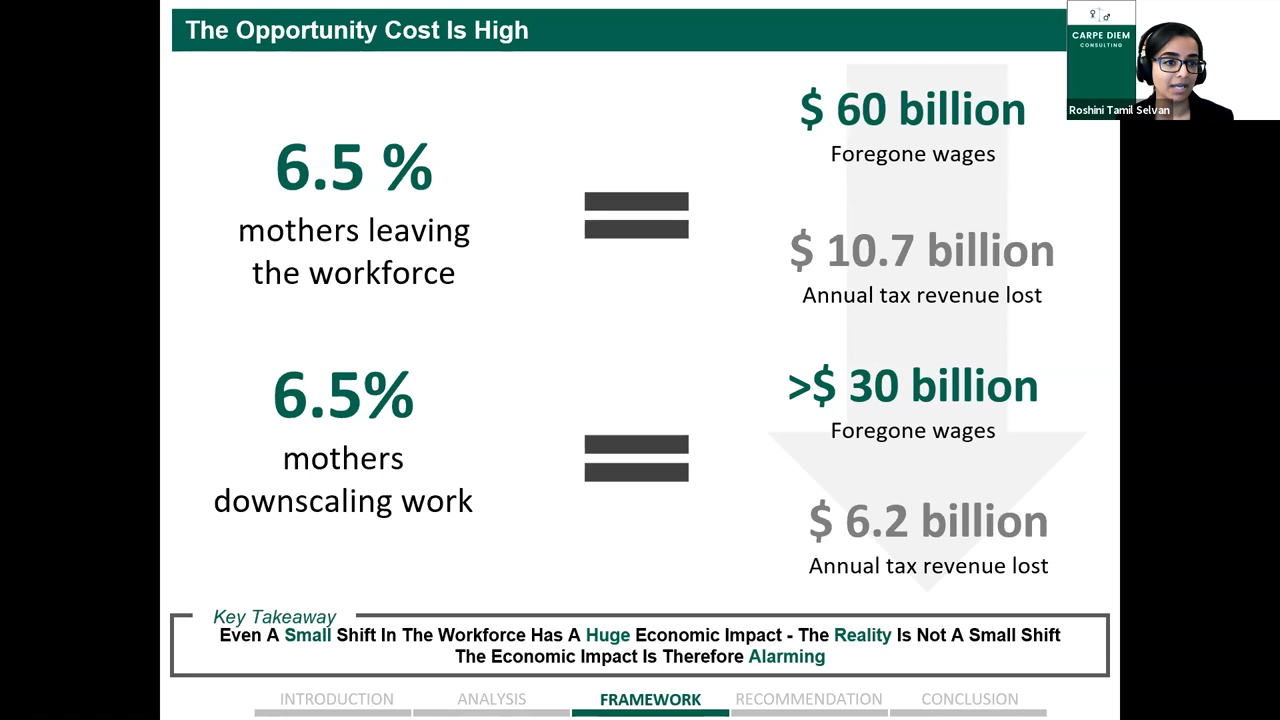 The Opportunity Cost Is High
CARPE DIEM
CONSULTING
Roshini Tamil Selvan
6.5 %
mothers leaving
the workforce
$ 60 billion
Foregone wages
$ 10.7 billion
Annual tax revenue lost
6.5%
mothers
downscaling work
>$ 30 billion
Foregone wages
$ 6.2 billion
Annual tax revenue lost
Key Takeaway
Even A Small Shift In The Workforce Has A Huge Economic Impact - The Reality Is Not A Small Shift
The Economic Impact Is Therefore Alarming
INTRODUCTION
ANALYSIS
FRAMEWORK
RECOMMENDATION
CONCLUSION